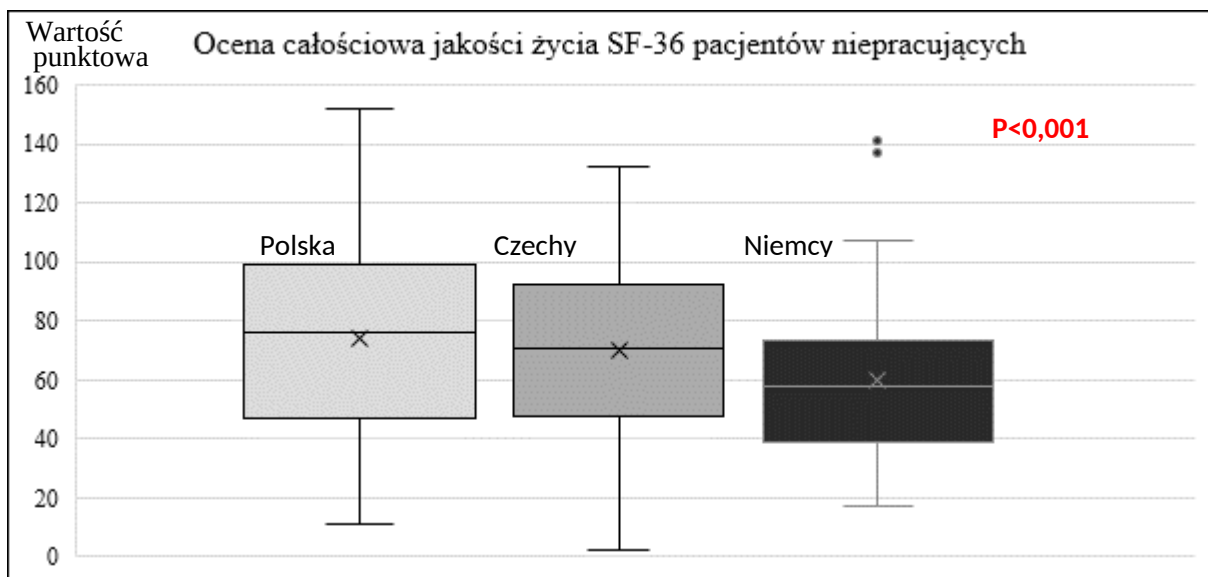 Wartość
punktowa
Ocena całościowa jakości życia SF-36 pacjentów niepracujących
160
140
120
100
80
60
40
20
0
P<0,001
Polska
Czechy
Niemcy